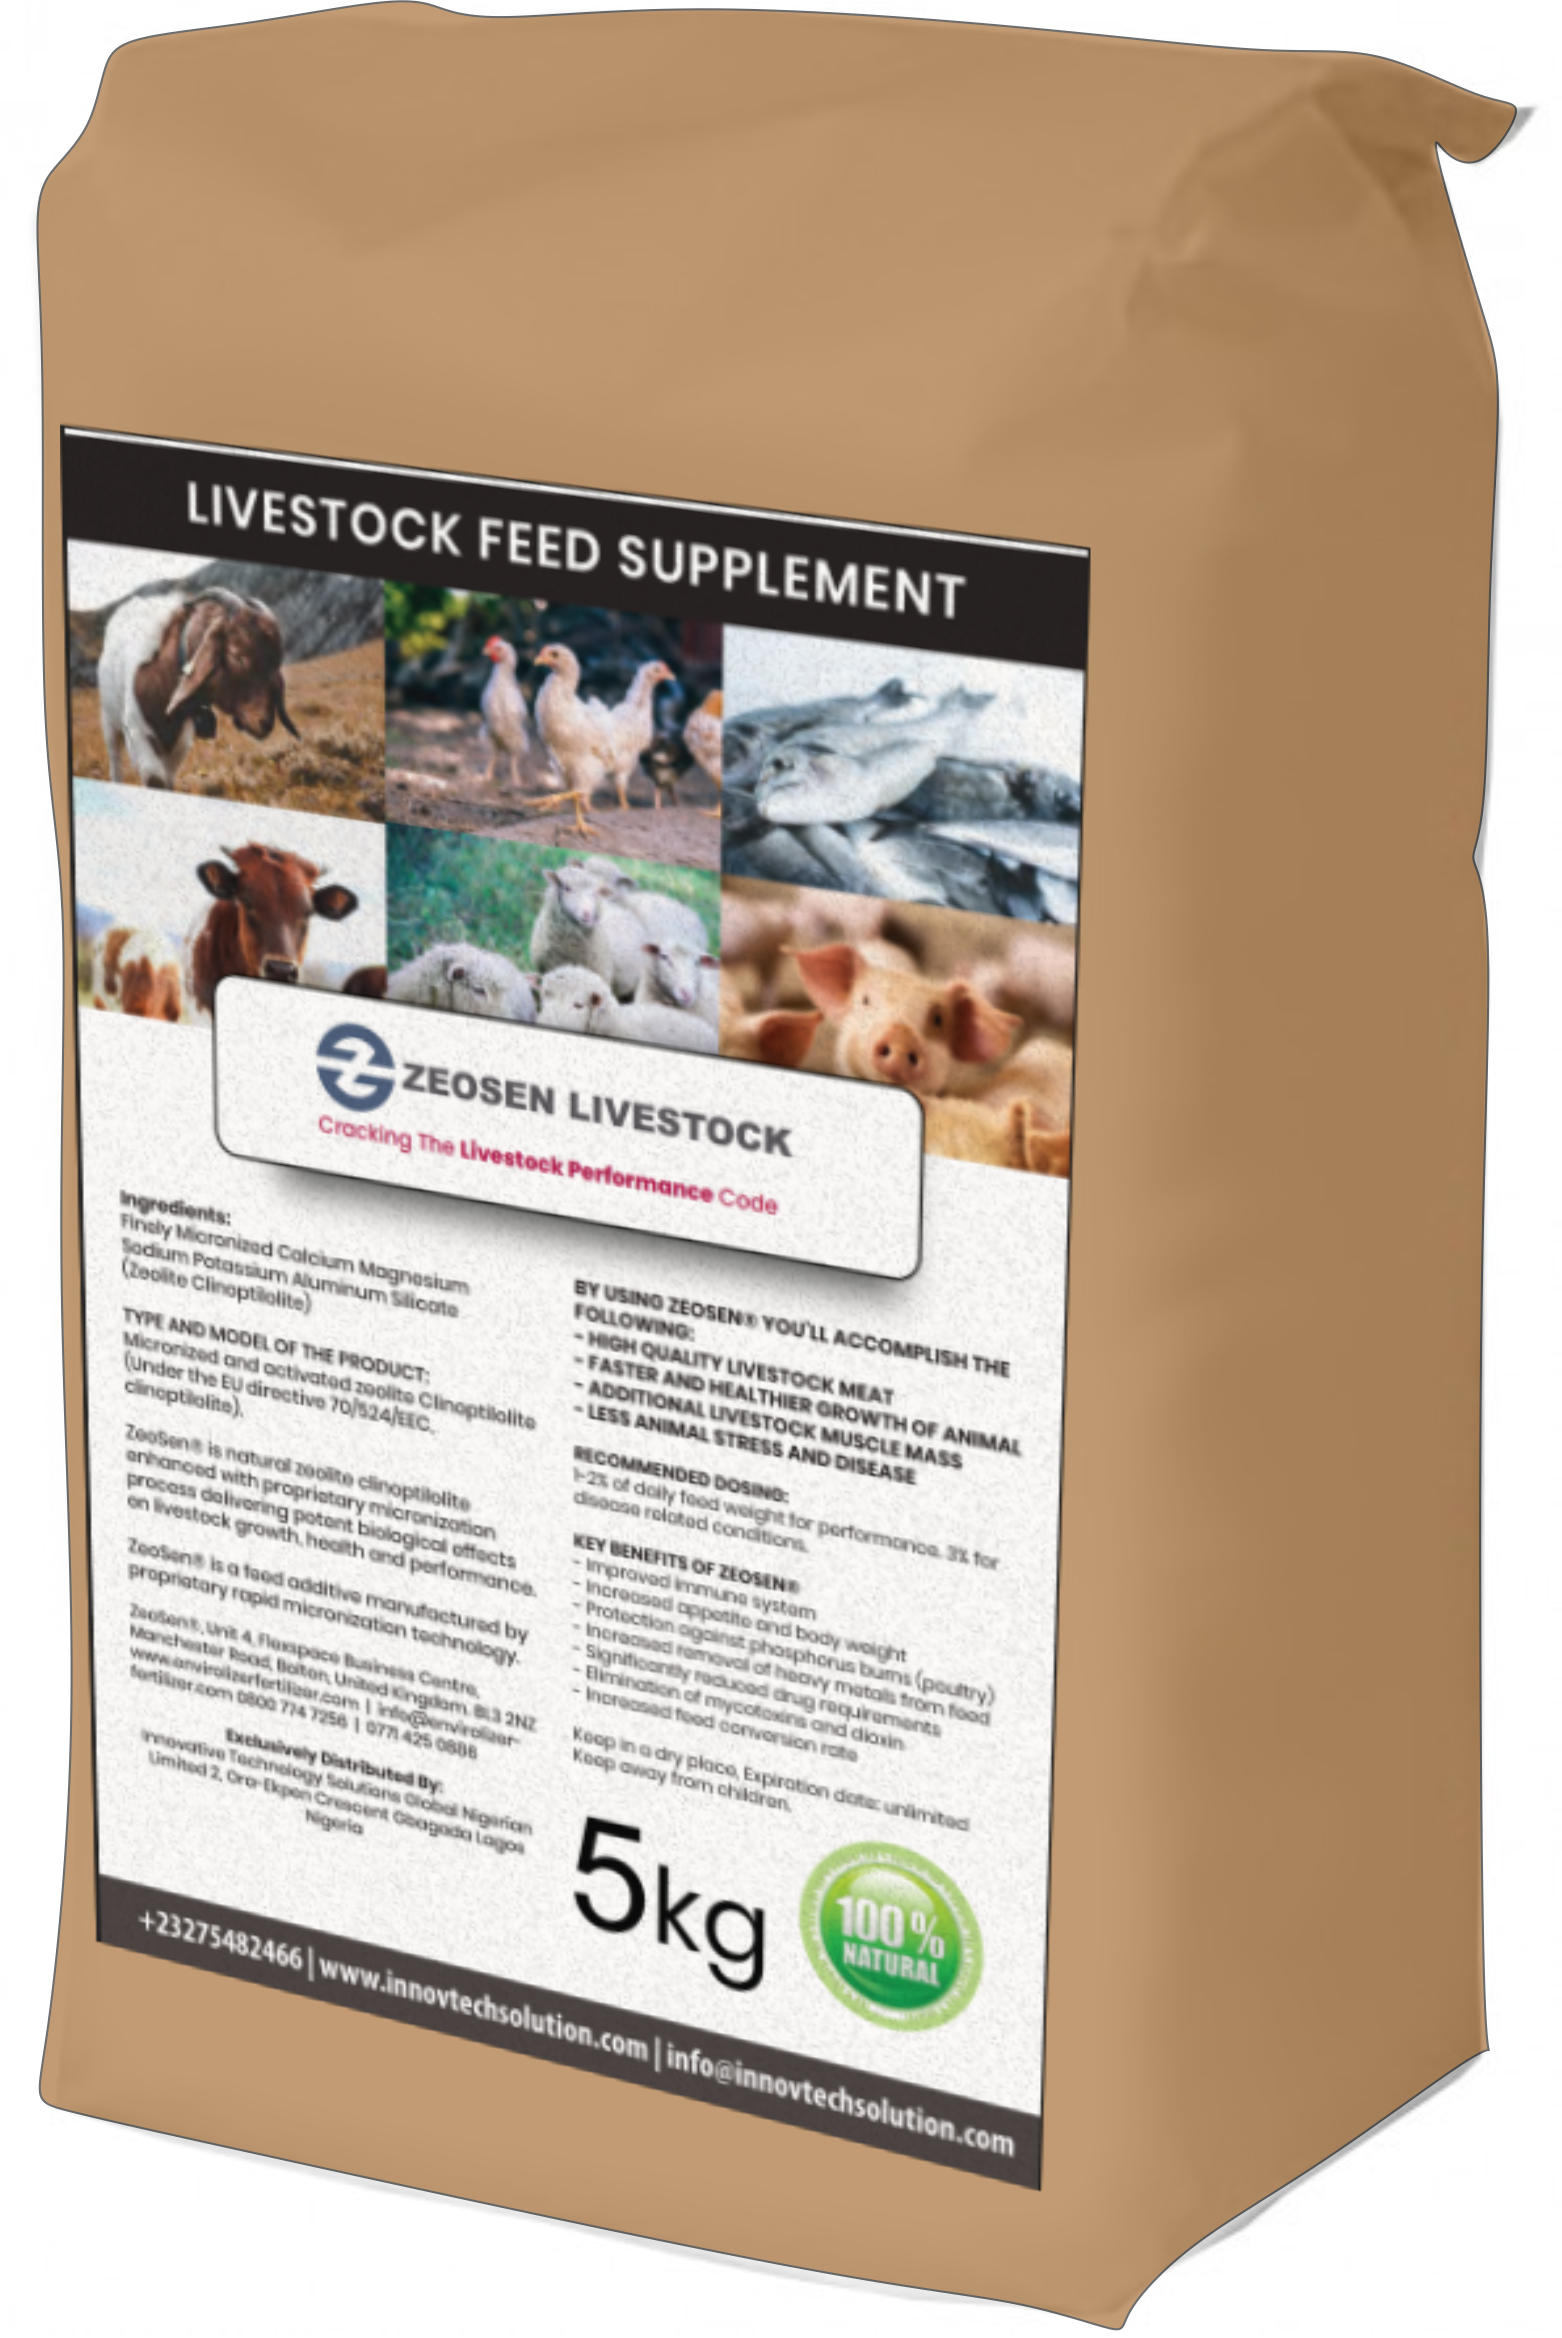 LIVESTOCK FEED SUPPLEMENT
ZEOSEN LIVESTOCK
Cracking The Livestock Performance Code
Ingredients:
Finely Micronized Calcium Magnesium
Sodium Potassium Aluminum Silicate
(Zeolite Clinoptilolite)
TYPE AND MODEL OF THE PRODUCT:
Micronized and activated zeolite Clinoptilolite
(Under the EU directive 70/524/EEC,
clinoptilolite).
ZeoSen® is natural zeolite clinoptilolite
enhanced with proprietary micronization
process delivering potent biological effects
on livestock growth, health and performance.
ZeoSen® is a feed additive manufactured by
proprietary rapid micronization technology.
ZeoSen®, Unit 4, Flexspace Business Centre,
Manchester Road, Bolton, United Kingdom. BL3 2NZ
www.envirolizerfertilizer.com | info@envirolizer-
fertilizer.com 0800 774 7256 | 0771 425 0886
Exclusively Distributed By:
Innovative Technology Solutions Global Nigerian
Limited 2, Ora-Ekpen Crescent Gbagada Lagos
Nigeria
BY USING ZEOSEN® YOU'LL ACCOMPLISH THE
FOLLOWING:
- HIGH QUALITY LIVESTOCK MEAT
- FASTER AND HEALTHIER GROWTH OF ANIMAL
- ADDITIONAL LIVESTOCK MUSCLE MASS
- LESS ANIMAL STRESS AND DISEASE
RECOMMENDED DOSING:
1-2% of daily feed weight for performance. 3% for
disease related conditions.
KEY BENEFITS OF ZEOSEN®
- Improved immune system
- Increased appetite and body weight
- Protection against phosphorus burns (poultry)
- Increased removal of heavy metals from feed
- Significantly reduced drug requirements
- Elimination of mycotoxins and dioxin
- Increased feed conversion rate
Keep in a dry place, Expiration date: unlimited
Keep away from children.
5kg
100%
NATURAL
+23275482466 | www.innovtechsolution.com | info@innovtechsolution.com